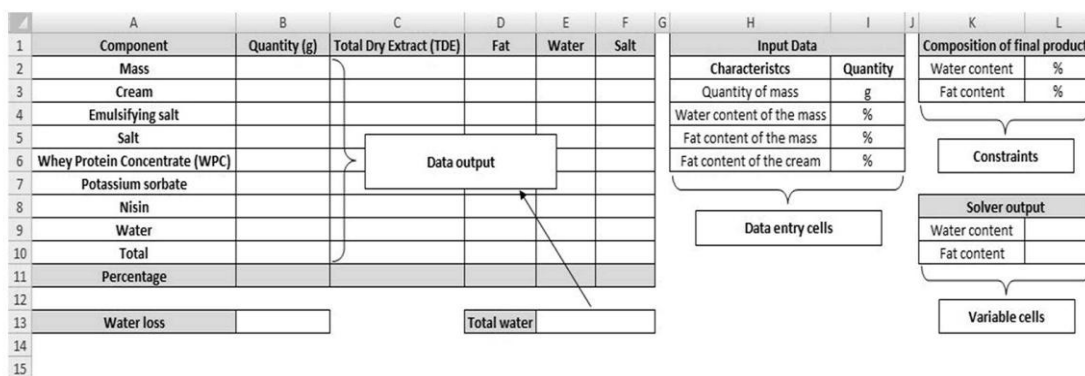 A B C D E F G H I J K L
1 Component Quantity (g) Total Dry Extract (TDE) Fat Water Salt Input Data Composition of final product
2 Mass Characteristcs Quantity Water content %
3 Cream Quantity of mass g Fat content %
4 Emulsifying salt Water content of the mass %
5 Salt Fat content of the mass %
6 Whey Protein Concentrate (WPC) Data output Fat content of the cream % Constraints
7 Potassium sorbate
8 Nisin Solver output
9 Water Data entry cells Water content
10 Total Fat content
11 Percentage
12
13 Water loss Total water Variable cells
14
15